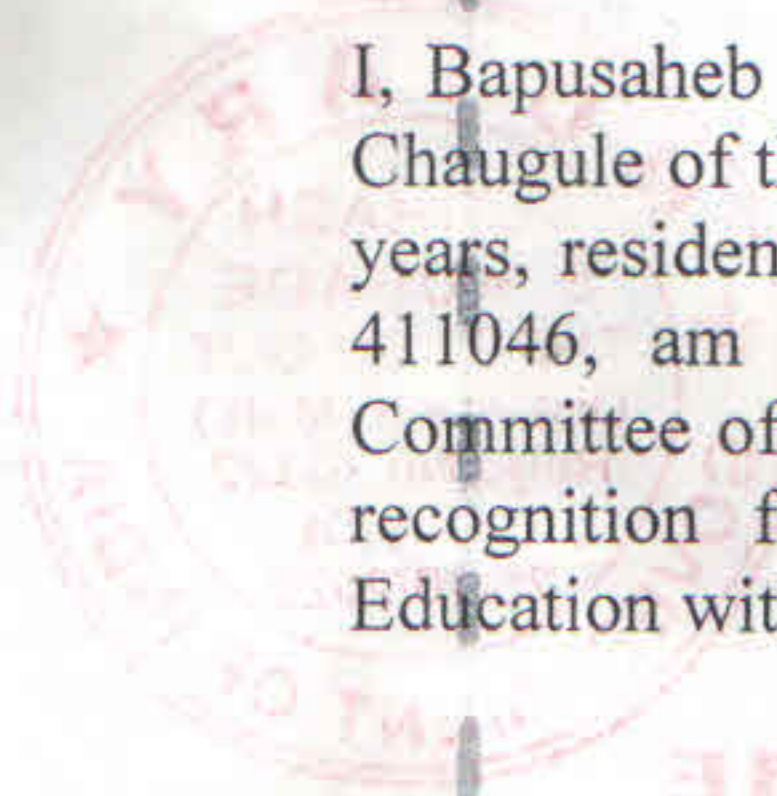 I, Bapusaheb
Chaugule of t
years, residen
411046, am
Committee of
recognition f
Education wit